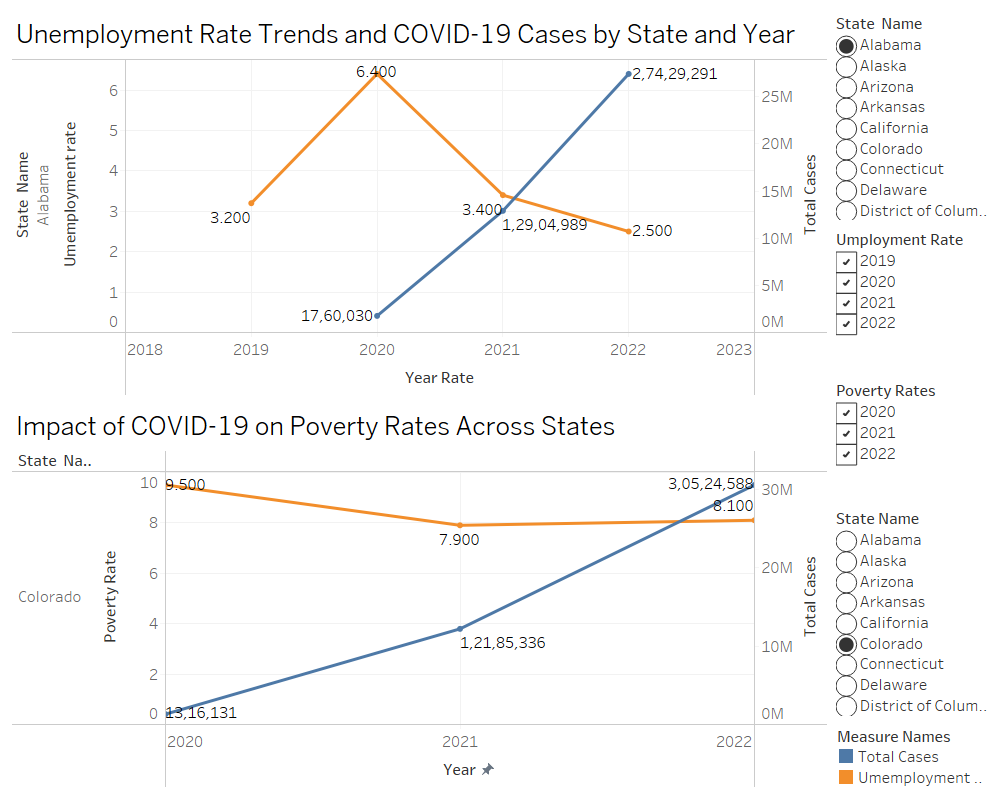 Unemployment Rate Trends and COVID-19 Cases by State and Year
State Name
Alabama
Umemployment rate
6
5
4
3
2
1
0
6.400
3.200
3.400
2.500
2,74,29,291
1,29,04,989
17,60,030
25M
20M
15M
10M
5M
0M
Total Cases
2018 2019 2020 2021 2022 2023
Year Rate
State Name
Alabama
Alaska
Arizona
Arkansas
California
Colorado
Connecticut
Delaware
District of Colum..
Umployment Rate
2019
2020
2021
2022
Impact of COVID-19 on Poverty Rates Across States
State Na..
Colorado
Poverty Rate
10
8
6
4
2
0
9.500
7.900
8.100
3,05,24,588
1,21,85,336
13,16,131
30M
20M
10M
0M
Total Cases
2020 2021 2022
Year
Poverty Rates
2020
2021
2022
State Name
Alabama
Alaska
Arizona
Arkansas
California
Colorado
Connecticut
Delaware
District of Colum..
Measure Names
Total Cases
Unemployment ..